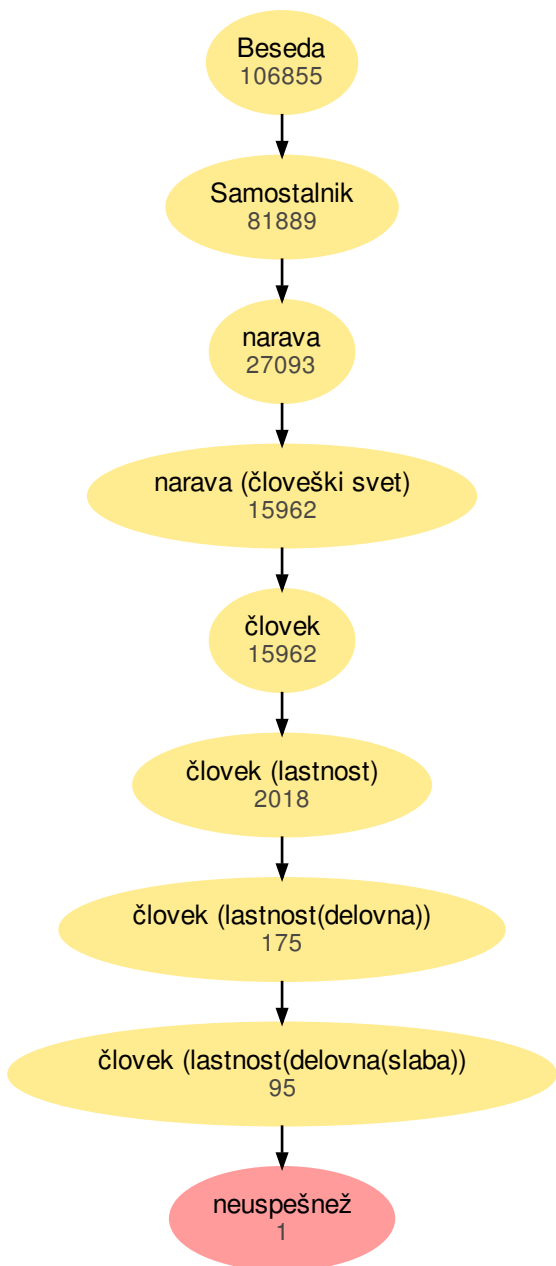 Beseda
106855
Samostalnik
81889
narava
27093
narava (človeški svet)
15962
človek
15962
človek (lastnost)
2018
človek (lastnost(delovna))
175
človek (lastnost(delovna(slaba))
95
neuspešnež
1